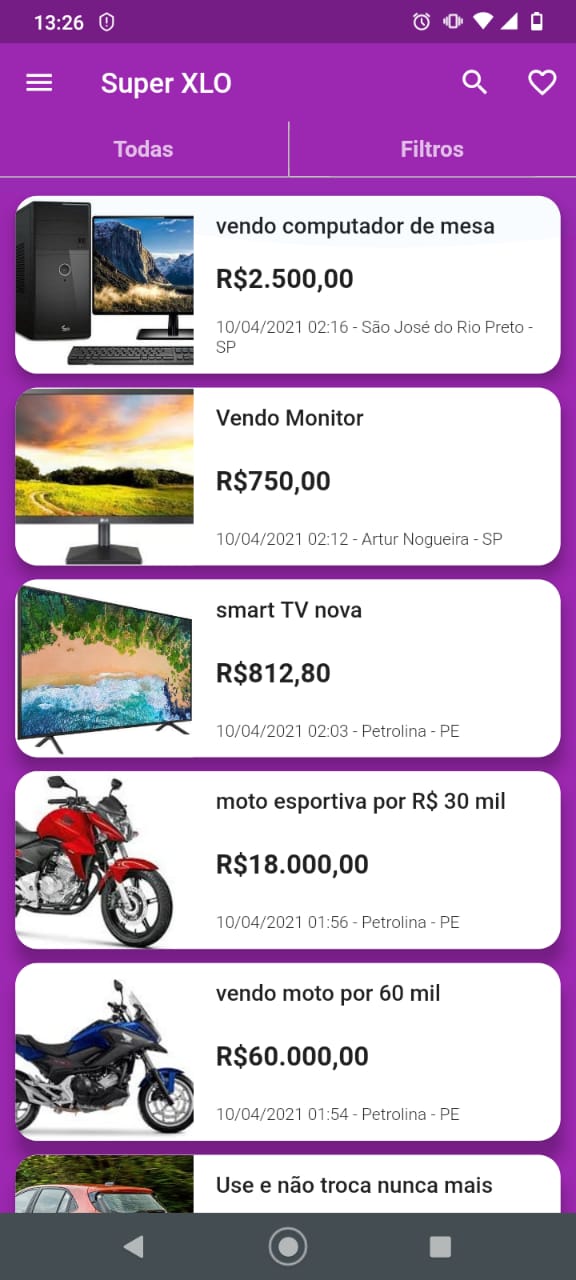 13:26
Super XLO
Todas
Filtros
vendo computador de mesa
R$2.500,00
10/04/2021 02:16 - São José do Rio Preto -
SP
Vendo Monitor
R$750,00
10/04/2021 02:12 - Artur Nogueira - SP
smart TV nova
R$812,80
10/04/2021 02:03 - Petrolina - PE
moto esportiva por R$ 30 mil
R$18.000,00
10/04/2021 01:56 - Petrolina - PE
vendo moto por 60 mil
R$60.000,00
10/04/2021 01:54 - Petrolina - PE
Use e não troca nunca mais